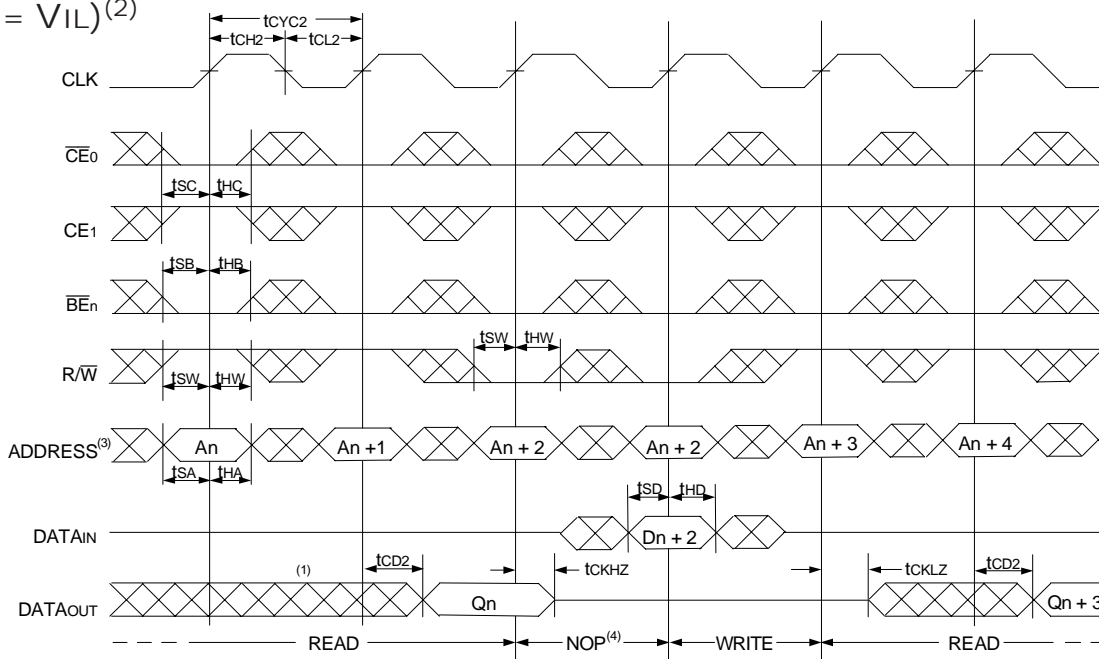 = VIL)(2)
tCYC2
tCH2 tCL2
CLK
CE0
tSC tHC
CE1
tSB tHB
BEn
tSW tHW
R/W
tSW tHW
ADDRESS(3) An An +1 An + 2 An + 2 An + 3 An + 4
tSA tHA
tSD tHD
DATAIN Dn + 2
(1) tCD2 tCKHZ tCKLZ tCD2
DATAOUT Qn Qn + 3
READ NOP(4) WRITE READ